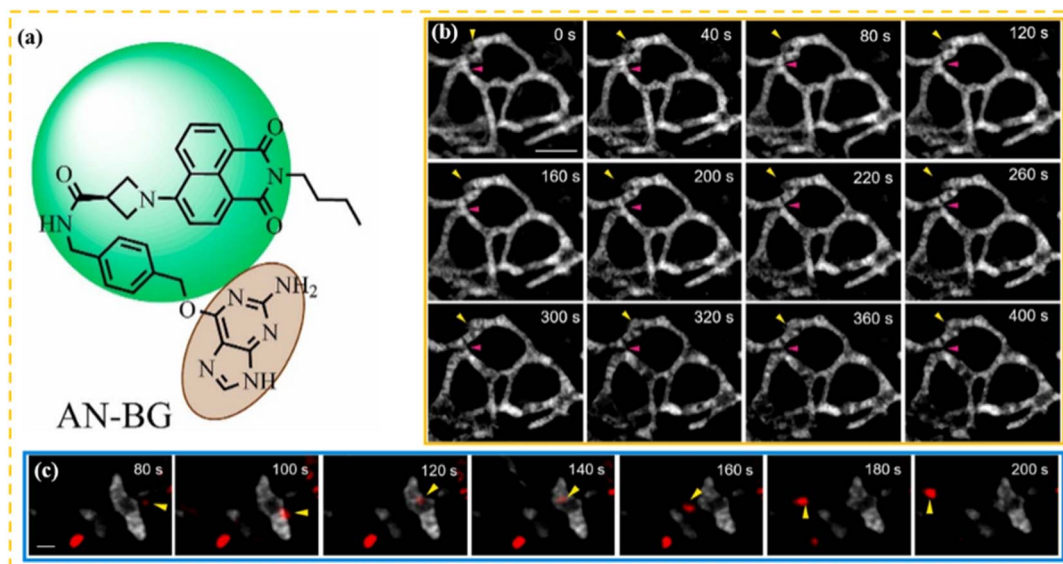 (a)
O
N
O
N
O
HN
O
N
NH₂
N
N
NH
AN-BG
(b)
0 s
40 s
80 s
120 s
160 s
200 s
220 s
260 s
300 s
320 s
360 s
400 s
(c)
80 s
100 s
120 s
140 s
160 s
180 s
200 s